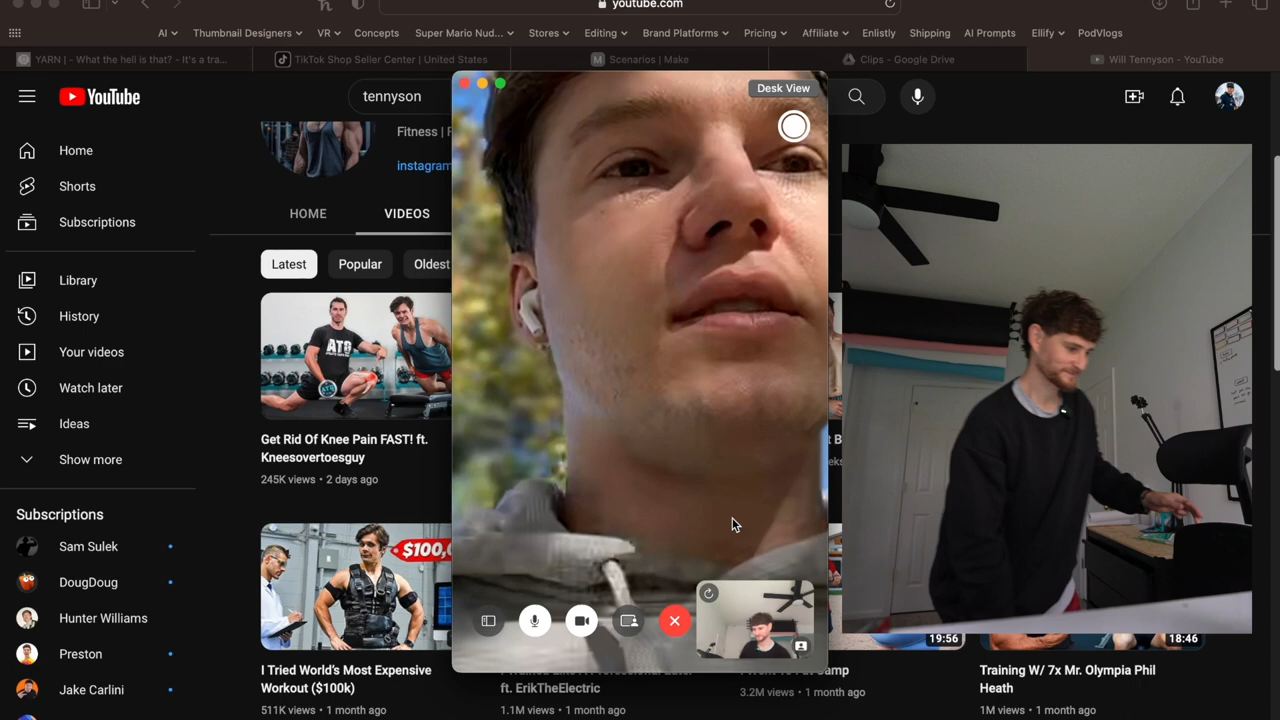 youtube.com
AI
Thumbnail Designers
VR
Concepts
Super Mario Nud...
Stores
Editing
Brand Platforms
Pricing
Affiliate
Enlistly
Shipping
AI Prompts
Ellify
PodVlogs
YARN | - What the hell is that? - It's a tra...
TikTok Shop Seller Center | United States
Scenarios | Make
Clips - Google Drive
Will Tennyson - YouTube
YouTube
tennyson
Desk View
Home
Shorts
Subscriptions
Library
History
Your videos
Watch later
Ideas
Show more
Subscriptions
Sam Sulek
DougDoug
Hunter Williams
Preston
Jake Carlini
Fitness |
instagram
HOME
VIDEOS
Latest
Popular
Oldest
ATG
Get Rid Of Knee Pain FAST! ft.
Kneesovertoesguy
245K views • 2 days ago
$100,
I Tried World's Most Expensive
Workout ($100k)
511K views • 1 month ago
ft. ErikTheElectric
1.1M views • 1 month ago
3.2M views • 1 month ago
19:56
18:46
Training W/ 7x Mr. Olympia Phil
Heath
1M views • 1 month ago